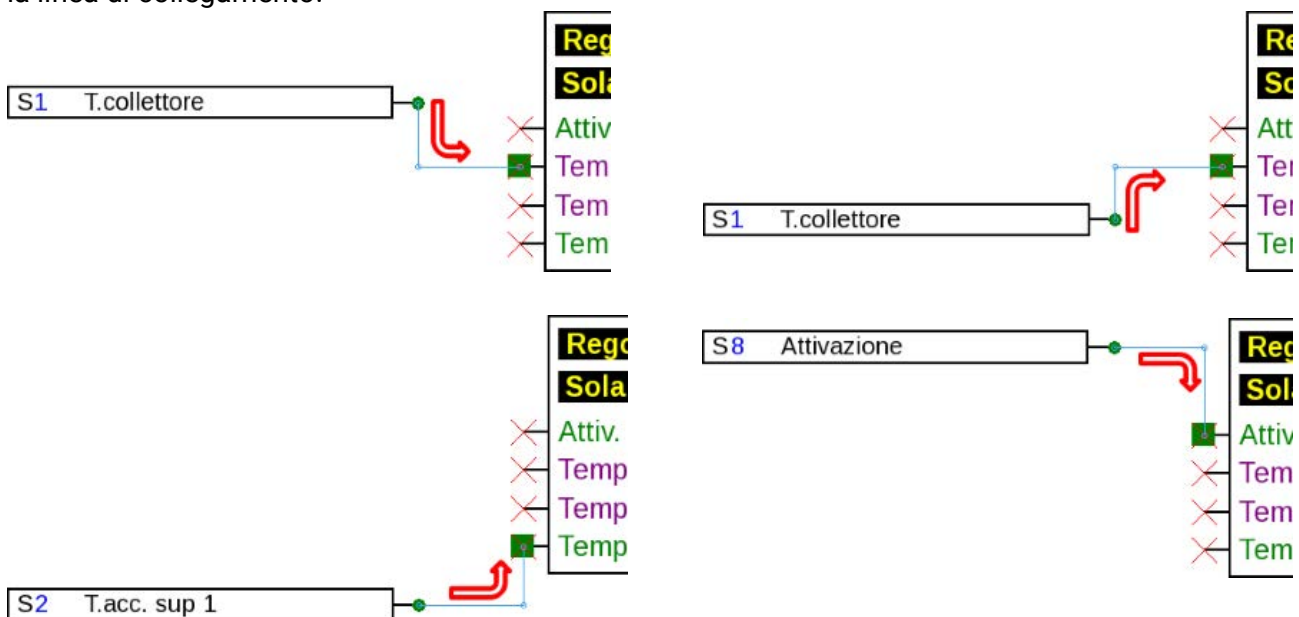 la linea di collegamento.
Reg
Sola
S1 T.collettore
Attiv
Tem
Tem
Tem
Re
So
Att
Ter
S1 T.collettore
Ter
Ter
Rego
Sola
Attiv.
Temp
Temp
Temp
S2 T.acc. sup 1
S8 Attivazione
Reg
Sola
Attiv
Tem
Tem
Tem